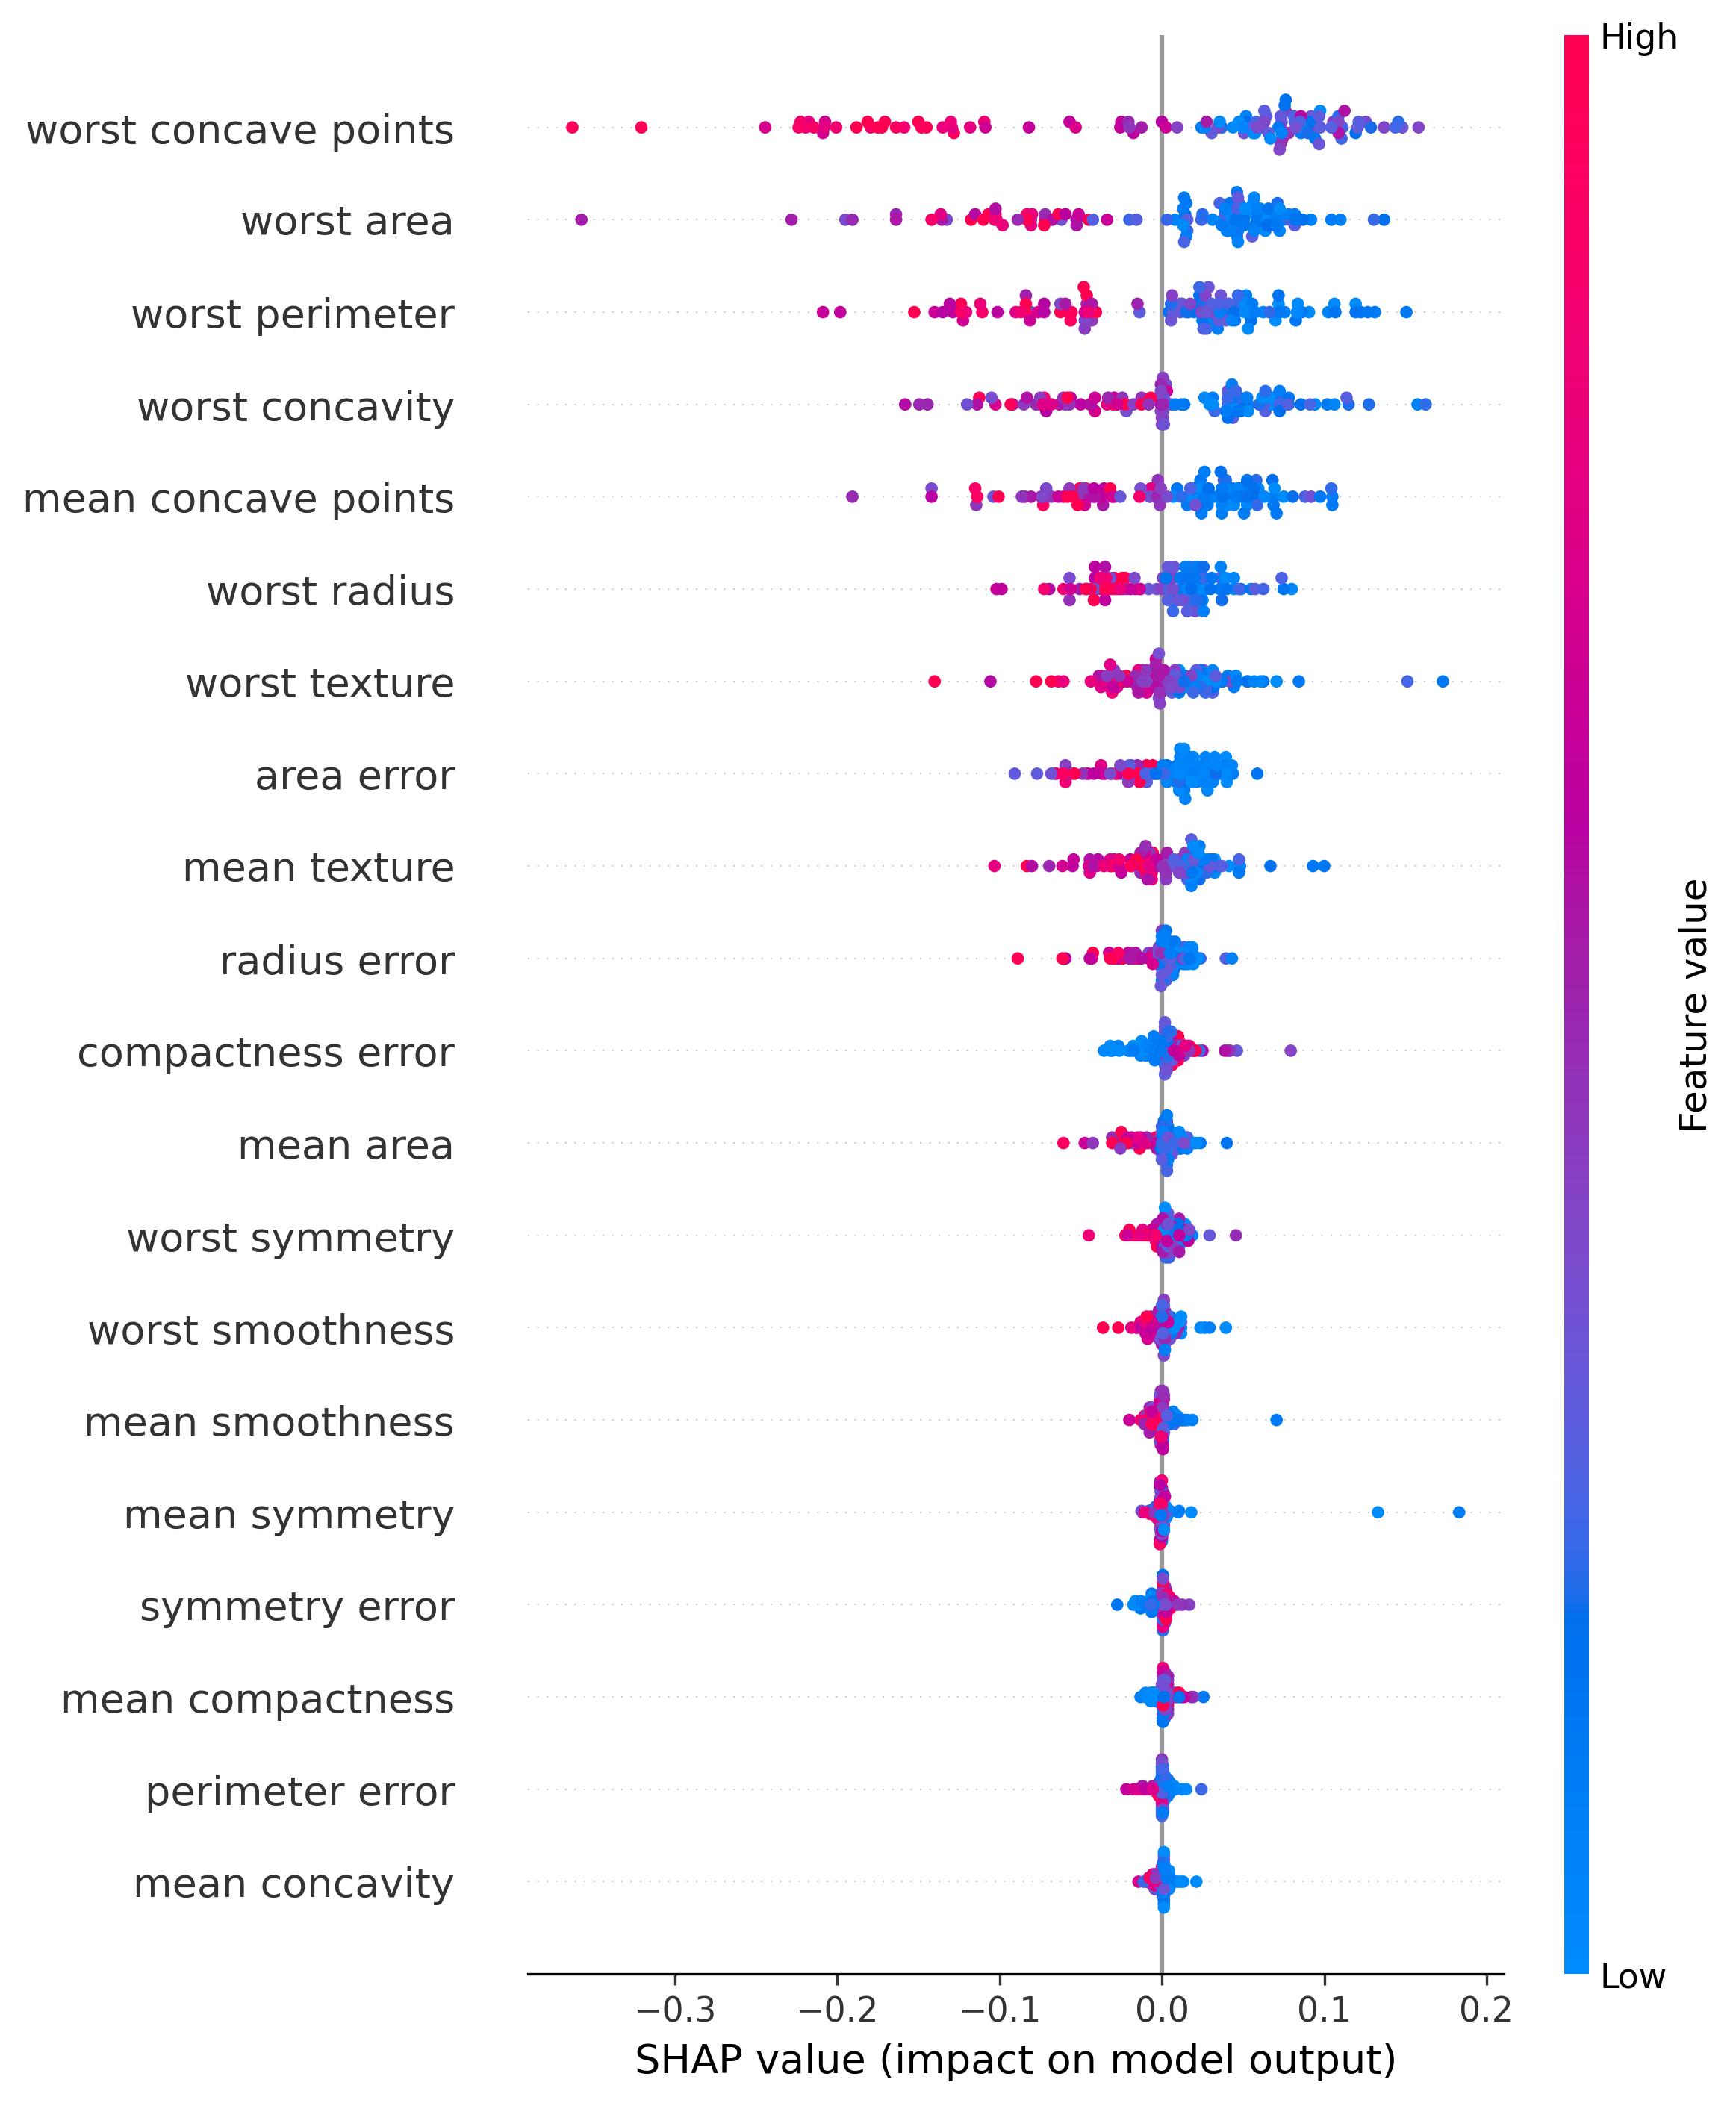 High
worst concave points
worst area
worst perimeter
worst concavity
mean concave points
worst radius
worst texture
area error
mean texture
radius error
compactness error
mean area
worst symmetry
worst smoothness
mean smoothness
mean symmetry
symmetry error
mean compactness
perimeter error
mean concavity
Feature value
Low
−0.3 −0.2 −0.1 0.0 0.1 0.2
SHAP value (impact on model output)